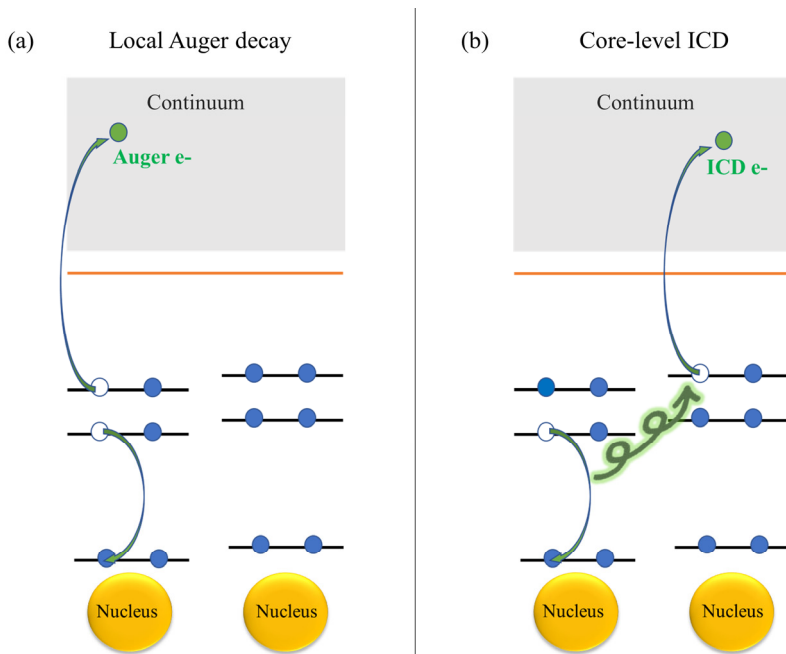 (a) Local Auger decay
Continuum
Auger e-
Nucleus Nucleus
(b) Core-level ICD
Continuum
ICD e-
Nucleus Nucleus